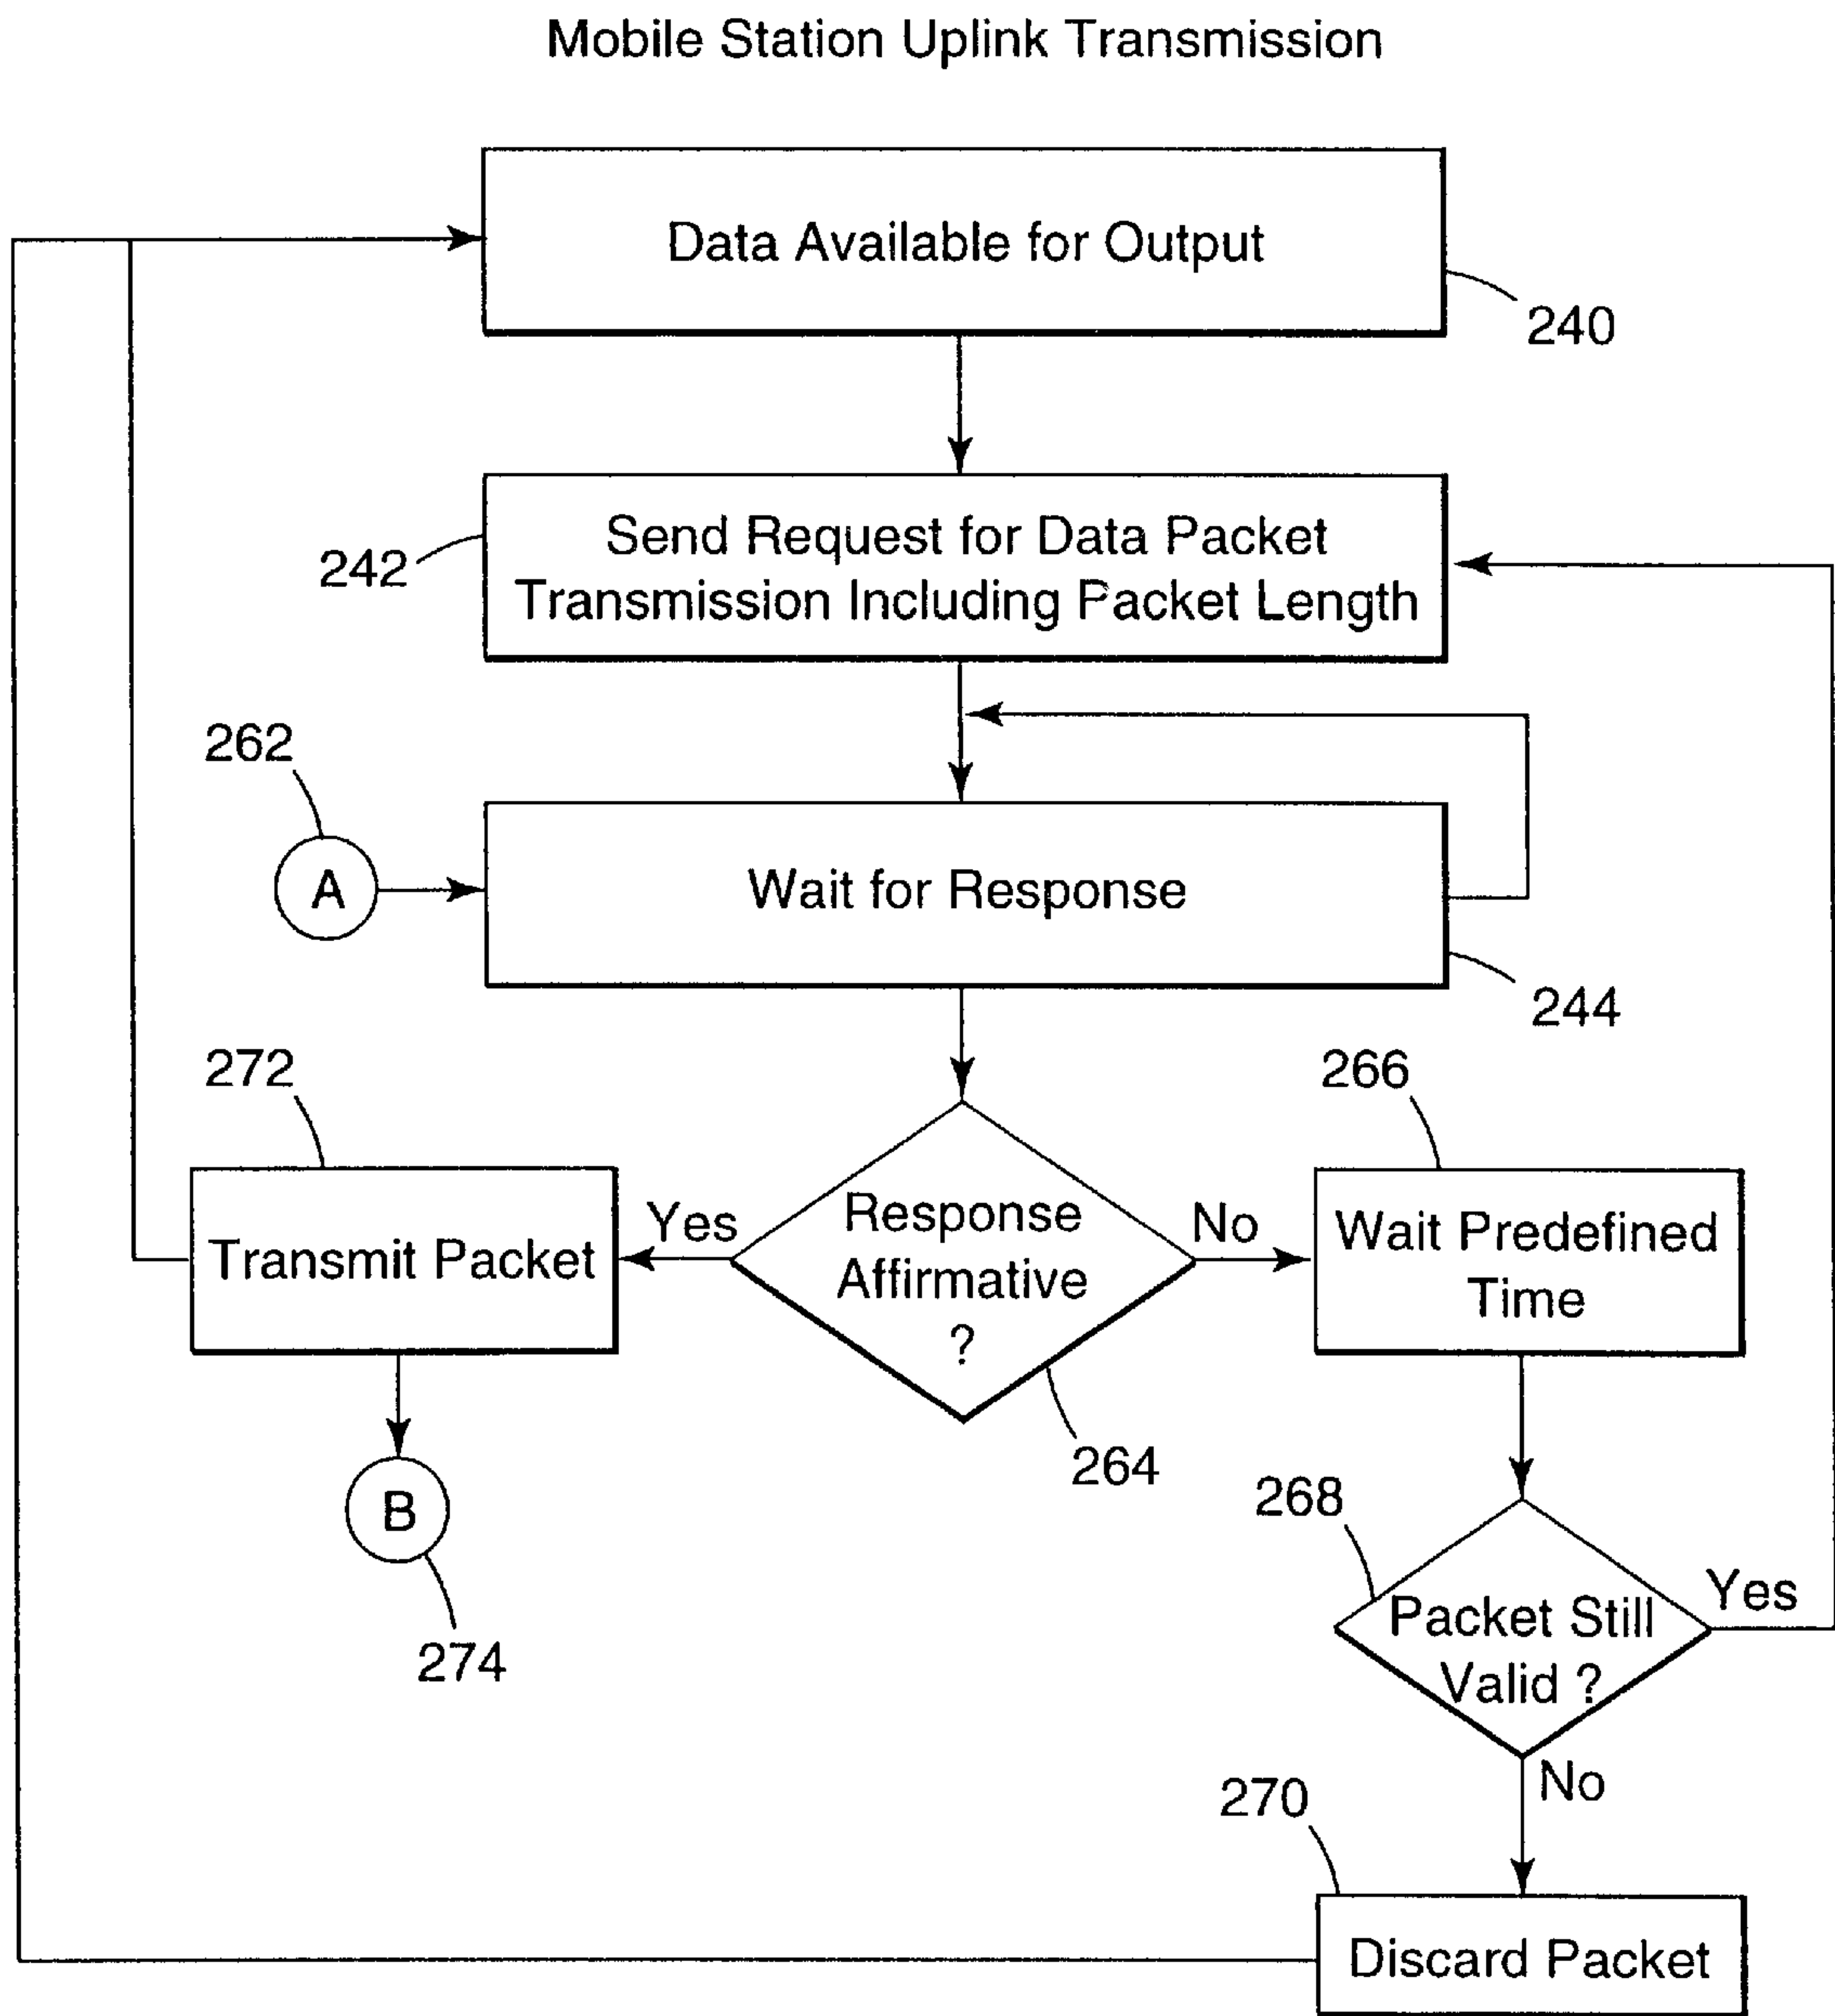 Mobile Station Uplink Transmission
Data Available for Output
240
Send Request for Data Packet
Transmission Including Packet Length
242
262
A
Wait for Response
244
272
266
Transmit Packet
Yes
Response
Affirmative
?
No
Wait Predefined
Time
264
B
274
268
Packet Still
Valid ?
Yes
No
270
Discard Packet